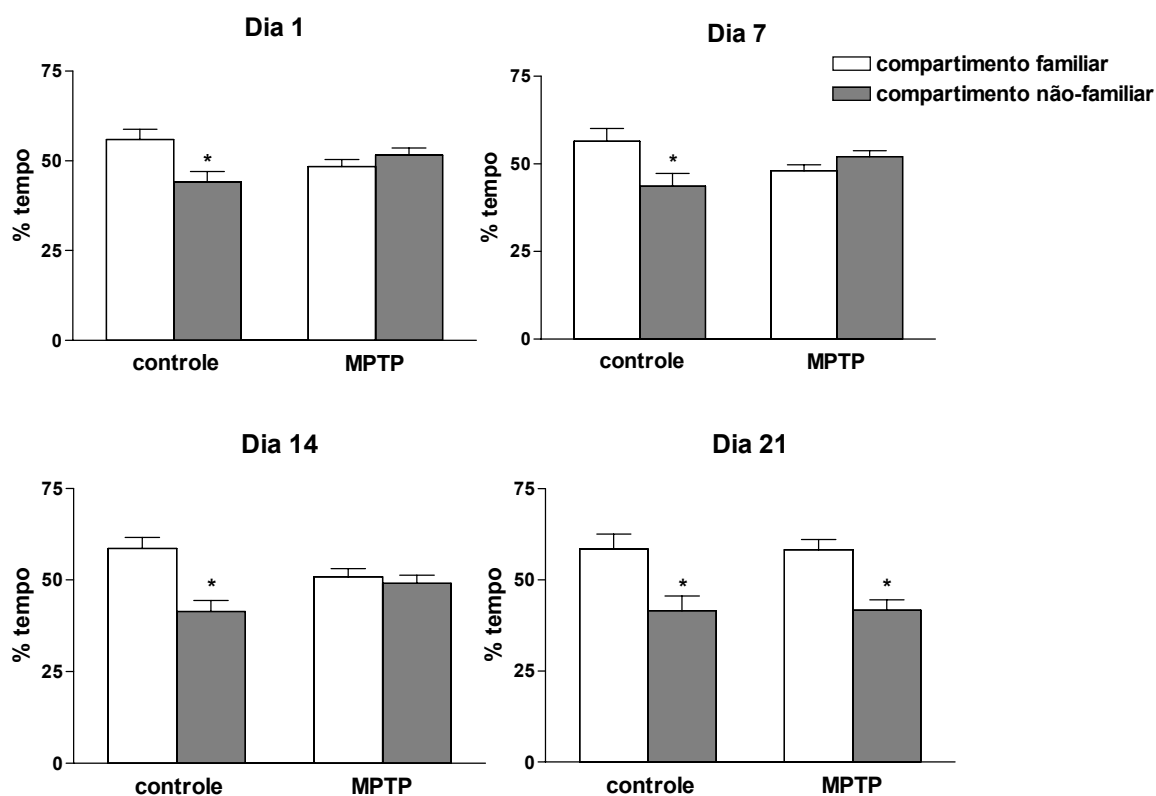 Dia 1
75
50
25
0
% tempo
*
controle
MPTP
Dia 7
compartimento familiar
compartimento não-familiar
75
50
25
0
% tempo
*
controle
MPTP
Dia 14
75
50
25
0
% tempo
*
controle
MPTP
Dia 21
75
50
25
0
% tempo
*
*
controle
MPTP